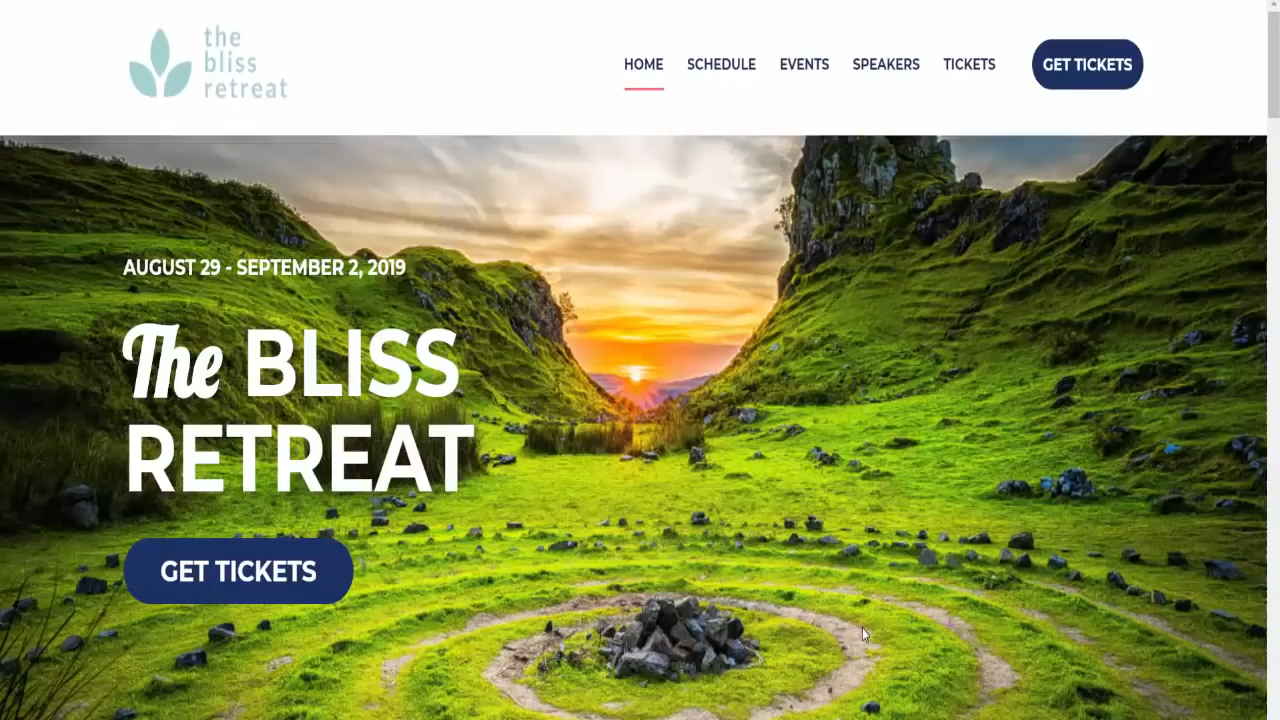 the
bliss
retreat
HOME SCHEDULE EVENTS SPEAKERS TICKETS GET TICKETS
AUGUST 29 - SEPTEMBER 2, 2019
The BLISS
RETREAT
GET TICKETS